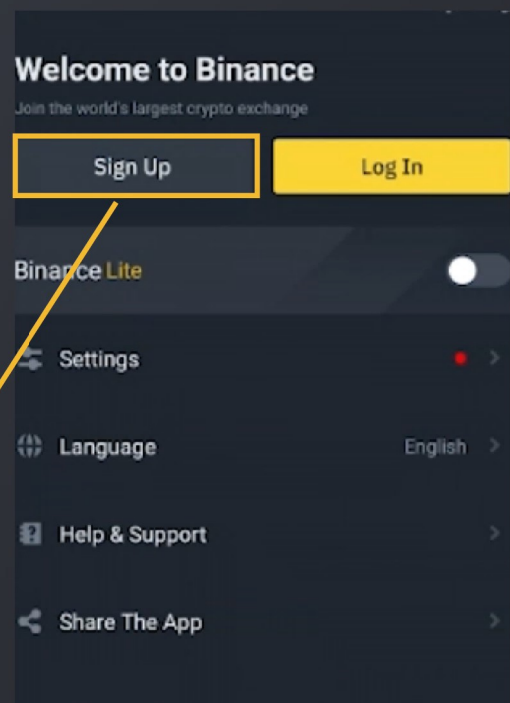 Welcome to Binance
Join the world's largest crypto exchange
Sign Up
Log In
Binance Lite
Settings
Language English
Help & Support
Share The App